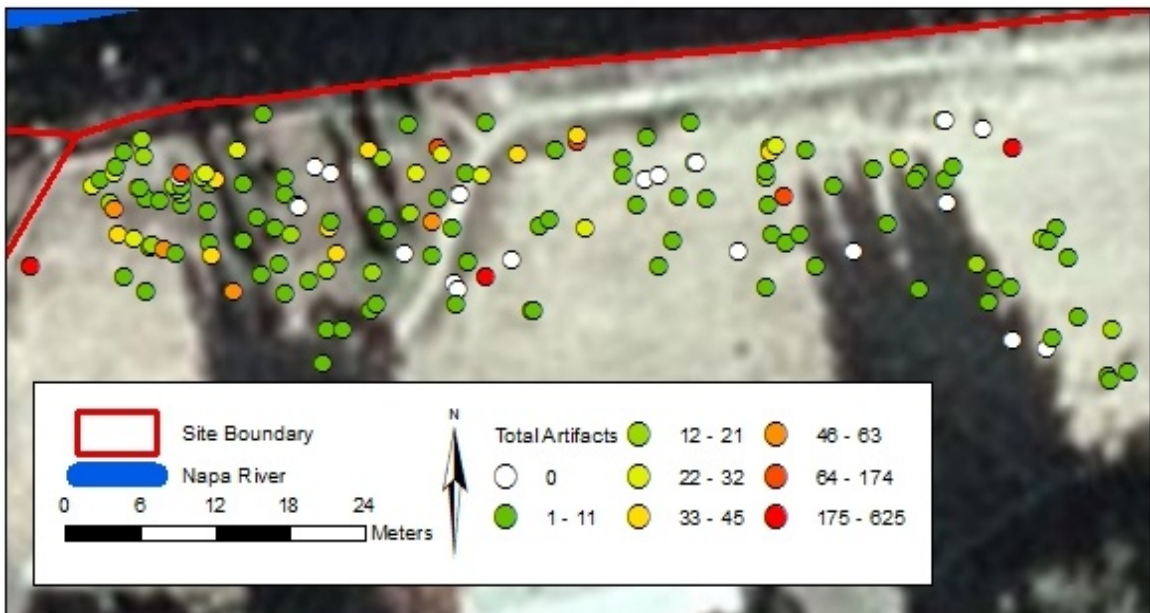 Site Boundary
Napa River
0 6 12 18 24
Meters
N
Total Artifacts
0
1 - 11
12 - 21
22 - 32
33 - 45
46 - 63
64 - 174
175 - 625